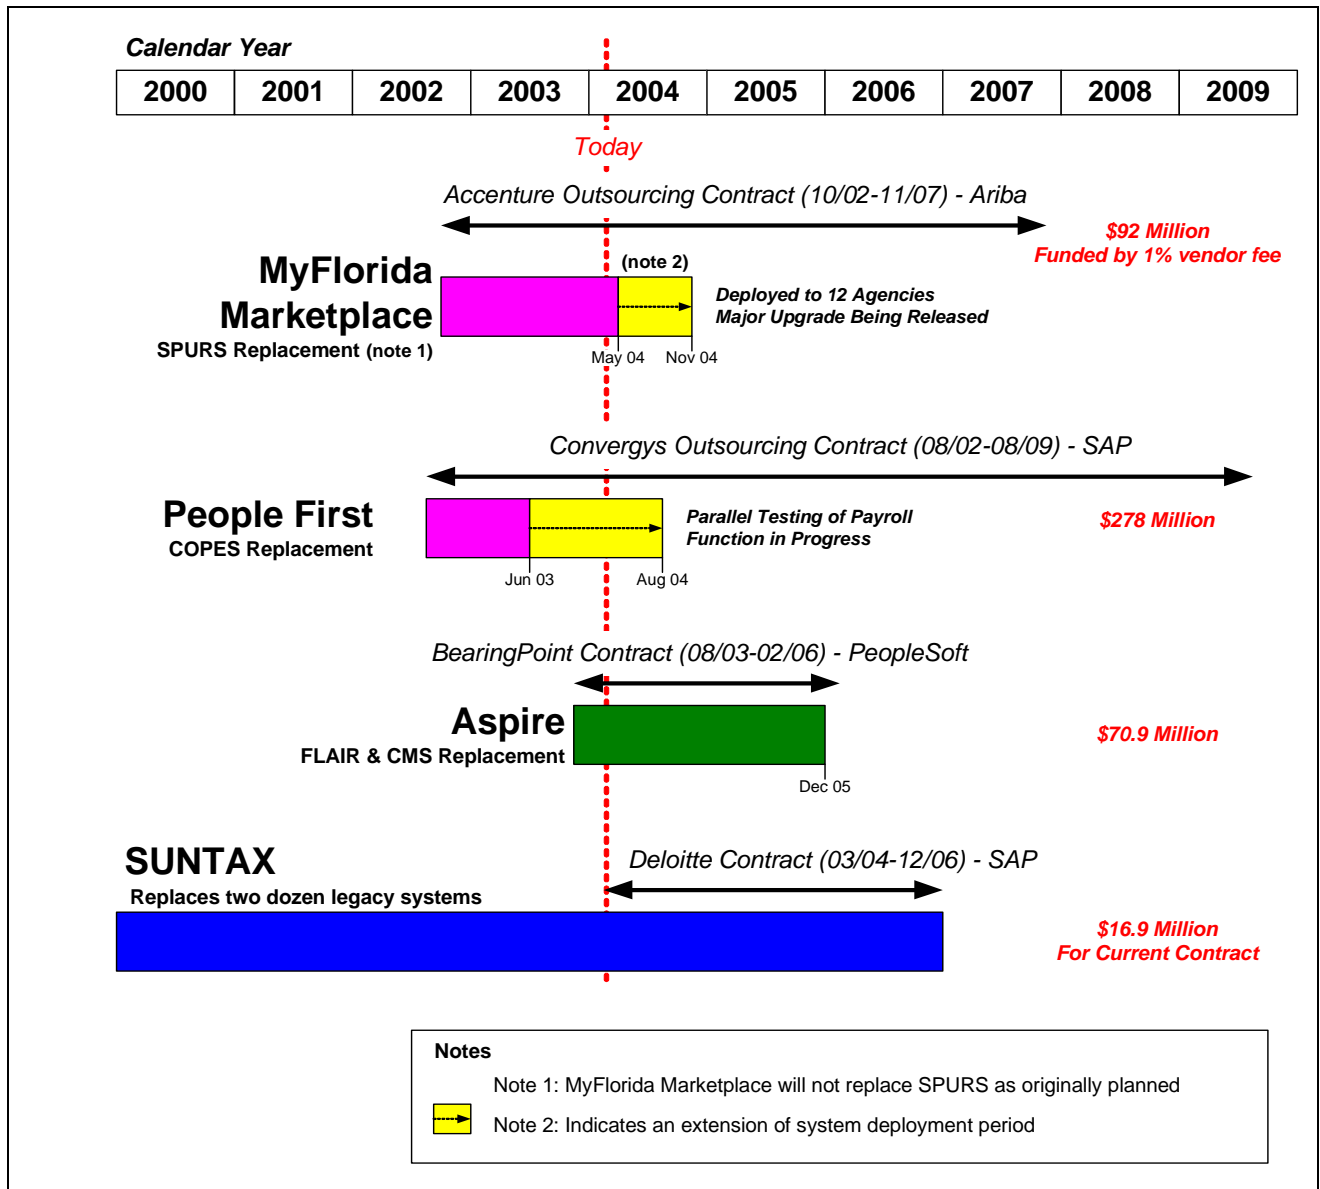 Calendar Year
2000 2001 2002 2003 2004 2005 2006 2007 2008 2009
Today
Accenture Outsourcing Contract (10/02-11/07) - Ariba
$92 Million
Funded by 1% vendor fee
MyFlorida
Marketplace
SPURS Replacement (note 1)
(note 2)
Deployed to 12 Agencies
Major Upgrade Being Released
May 04 Nov 04
Convergys Outsourcing Contract (08/02-08/09) - SAP
People First
COPES Replacement
Parallel Testing of Payroll
Function in Progress
$278 Million
Jun 03 Aug 04
BearingPoint Contract (08/03-02/06) - PeopleSoft
Aspire
FLAIR & CMS Replacement
$70.9 Million
Dec 05
SUNTAX
Replaces two dozen legacy systems
Deloitte Contract (03/04-12/06) - SAP
$16.9 Million
For Current Contract
Notes
Note 1: MyFlorida Marketplace will not replace SPURS as originally planned
Note 2: Indicates an extension of system deployment period